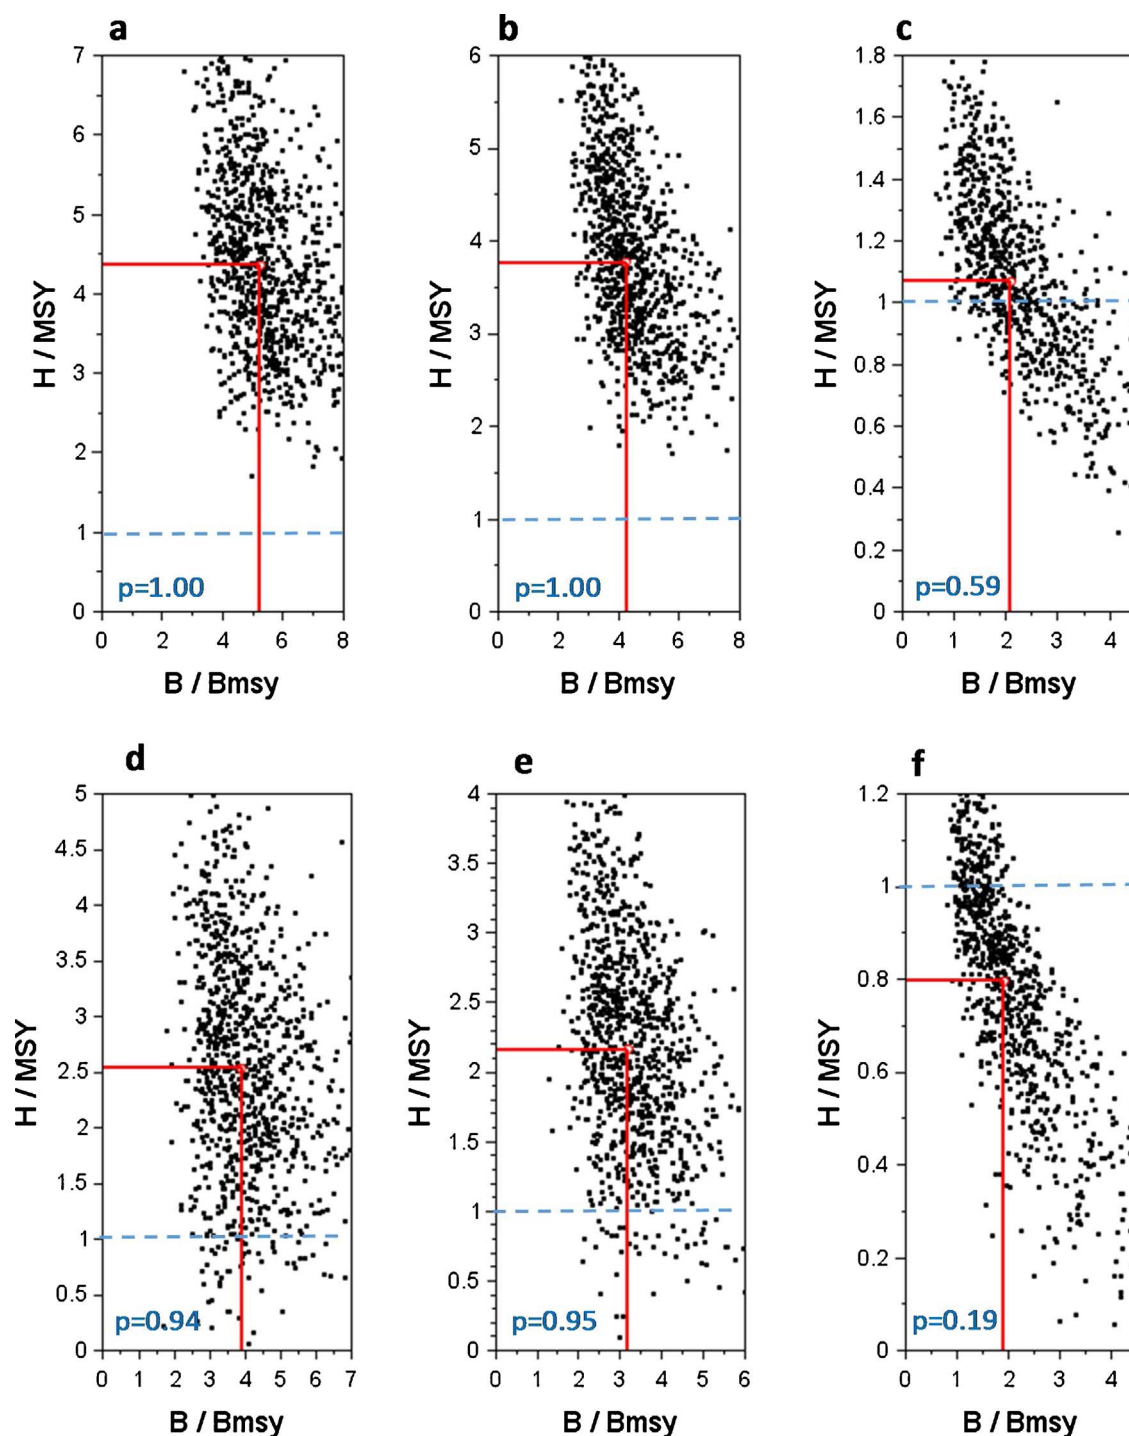 a
b
c
7
6
5
4
3
2
1
0
H / MSY
p=1.00
0 2 4 6 8
B / Bmsy
6
5
4
3
2
1
0
H / MSY
p=1.00
0 2 4 6 8
B / Bmsy
1.8
1.6
1.4
1.2
1
0.8
0.6
0.4
0.2
0
H / MSY
p=0.59
0 1 2 3 4
B / Bmsy
d
e
f
5
4.5
4
3.5
3
2.5
2
1.5
1
0.5
0
H / MSY
p=0.94
0 1 2 3 4 5 6 7
B / Bmsy
4
3.5
3
2.5
2
1.5
1
0.5
0
H / MSY
p=0.95
0 1 2 3 4 5 6
B / Bmsy
1.2
1
0.8
0.6
0.4
0.2
0
H / MSY
p=0.19
0 1 2 3 4
B / Bmsy